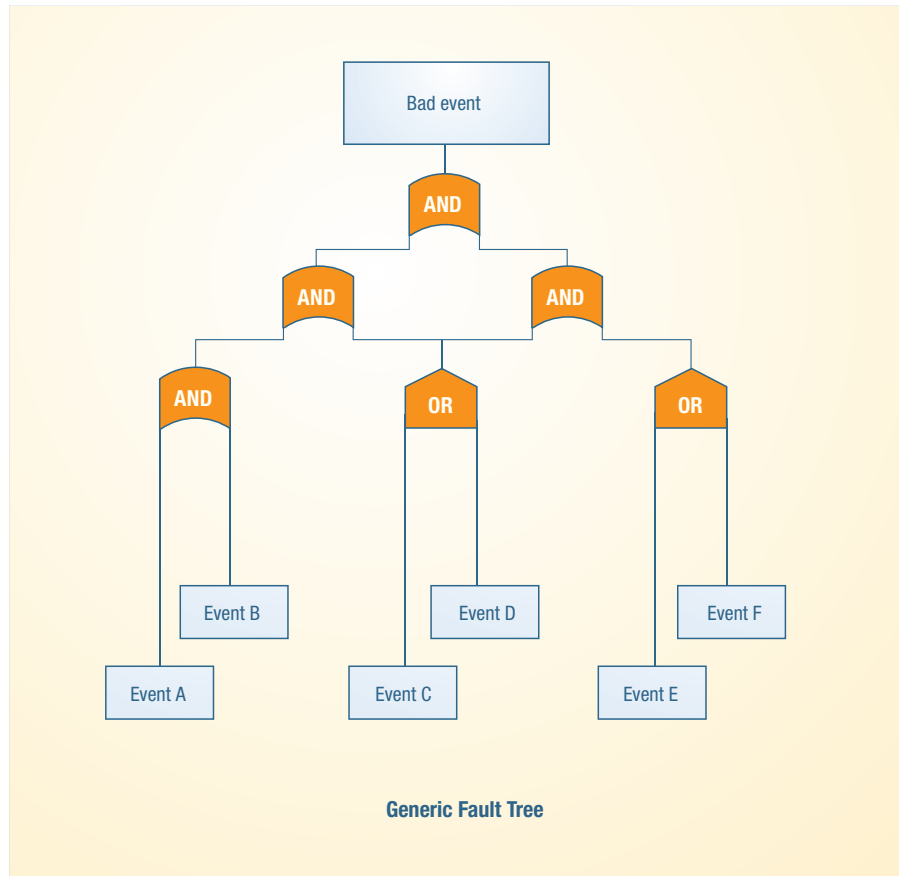 Bad event
AND
AND
AND
AND
OR
OR
Event B
Event D
Event F
Event A
Event C
Event E
Generic Fault Tree